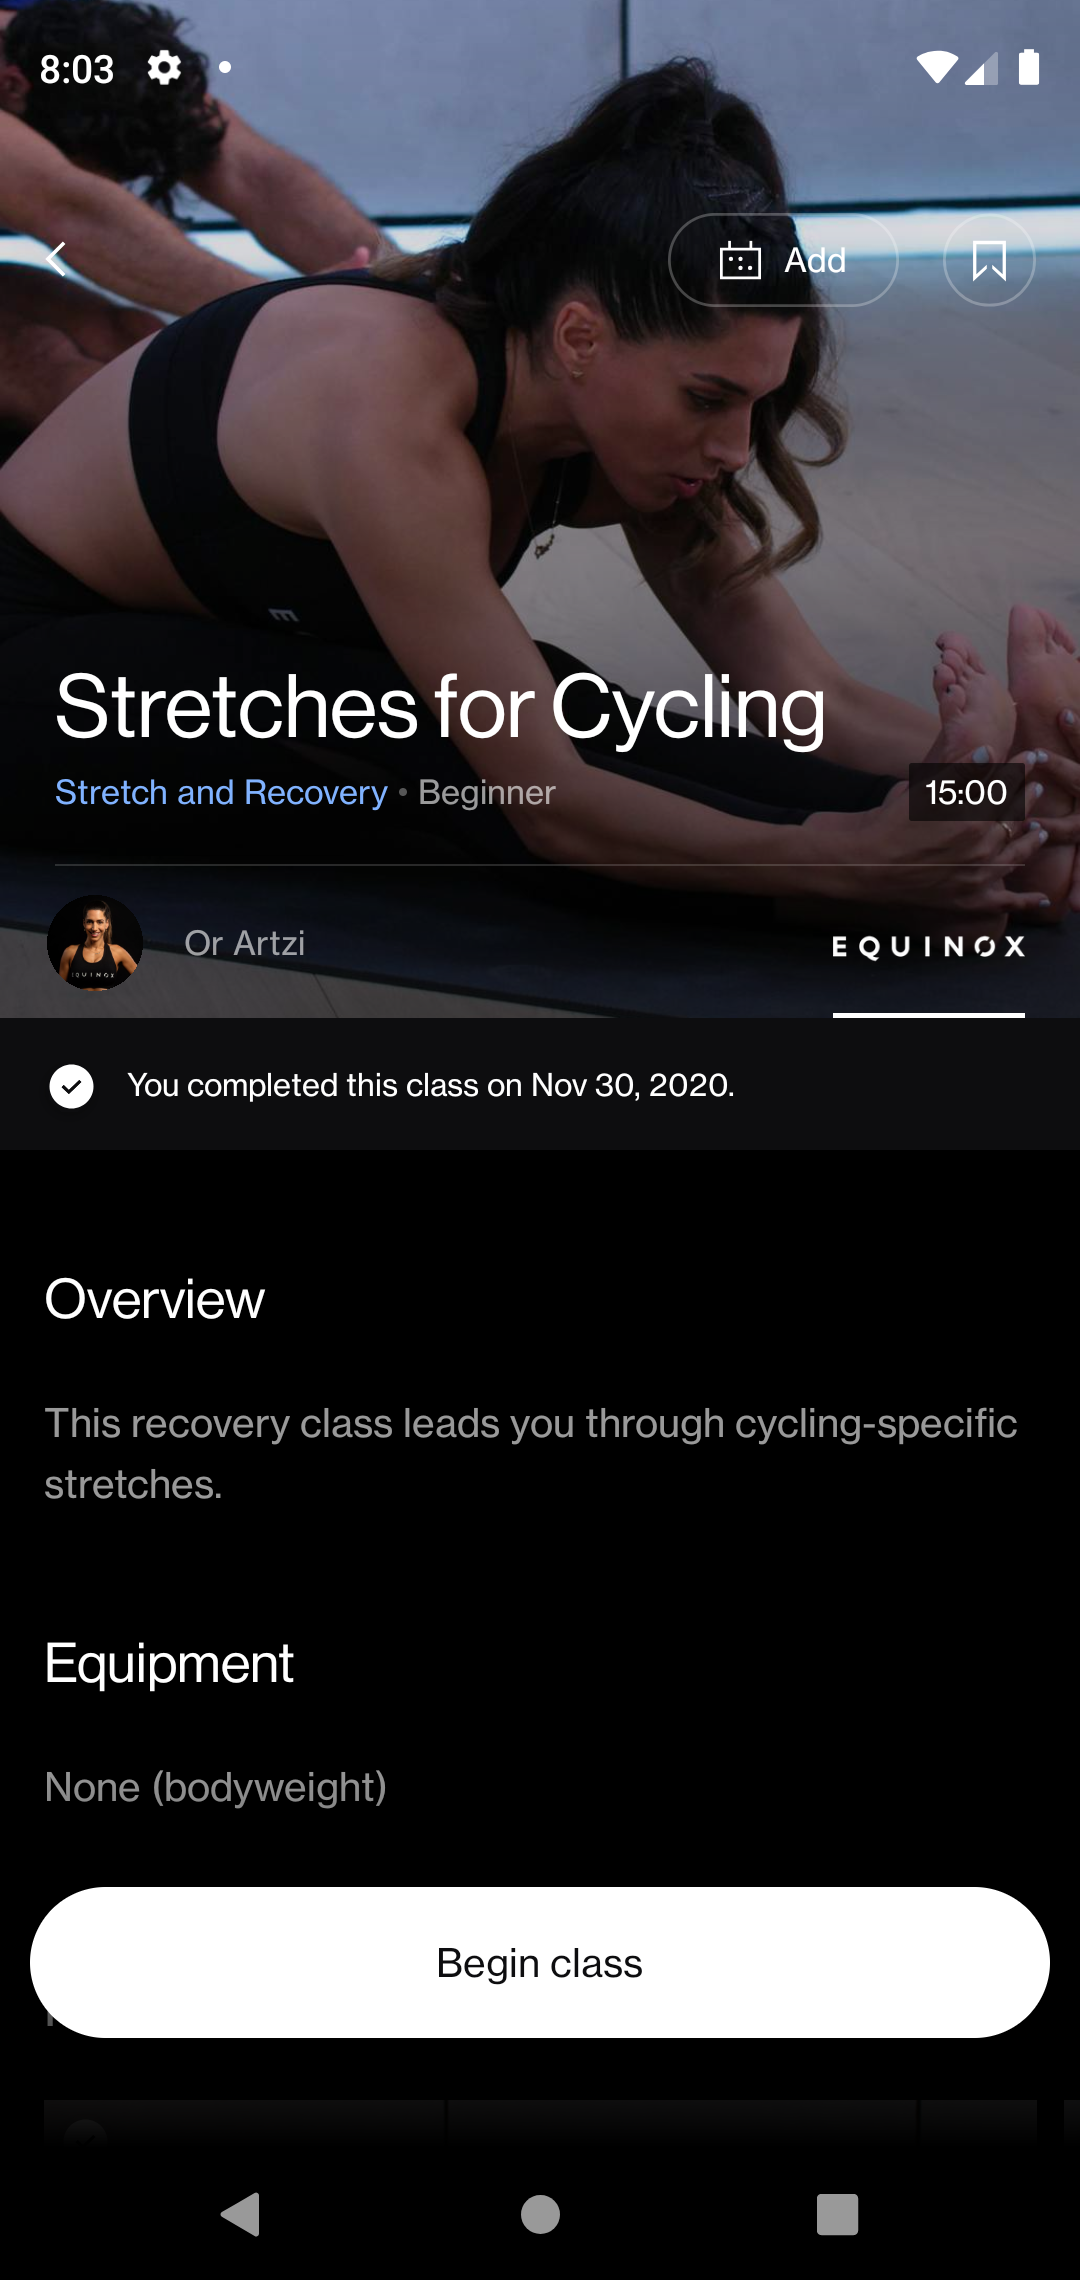 8:03
Add
Stretches for Cycling
Stretch and Recovery • Beginner
15:00
Or Artzi
EQUINOX
You completed this class on Nov 30, 2020.
Overview
This recovery class leads you through cycling-specific
stretches.
Equipment
None (bodyweight)
Begin class